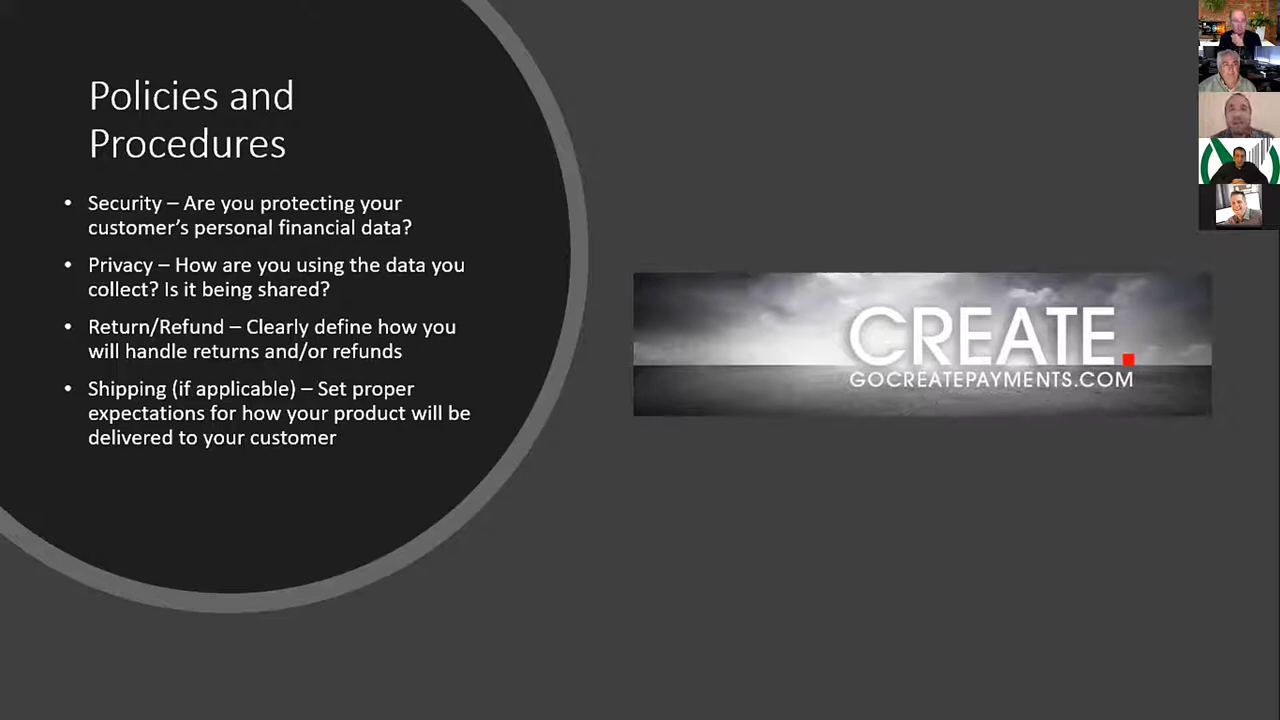 Policies and
Procedures
• Security – Are you protecting your
customer's personal financial data?
• Privacy – How are you using the data you
collect? Is it being shared?
• Return/Refund – Clearly define how you
will handle returns and/or refunds
• Shipping (if applicable) – Set proper
expectations for how your product will be
delivered to your customer
CREATE.
GOCREATEPAYMENTS.COM